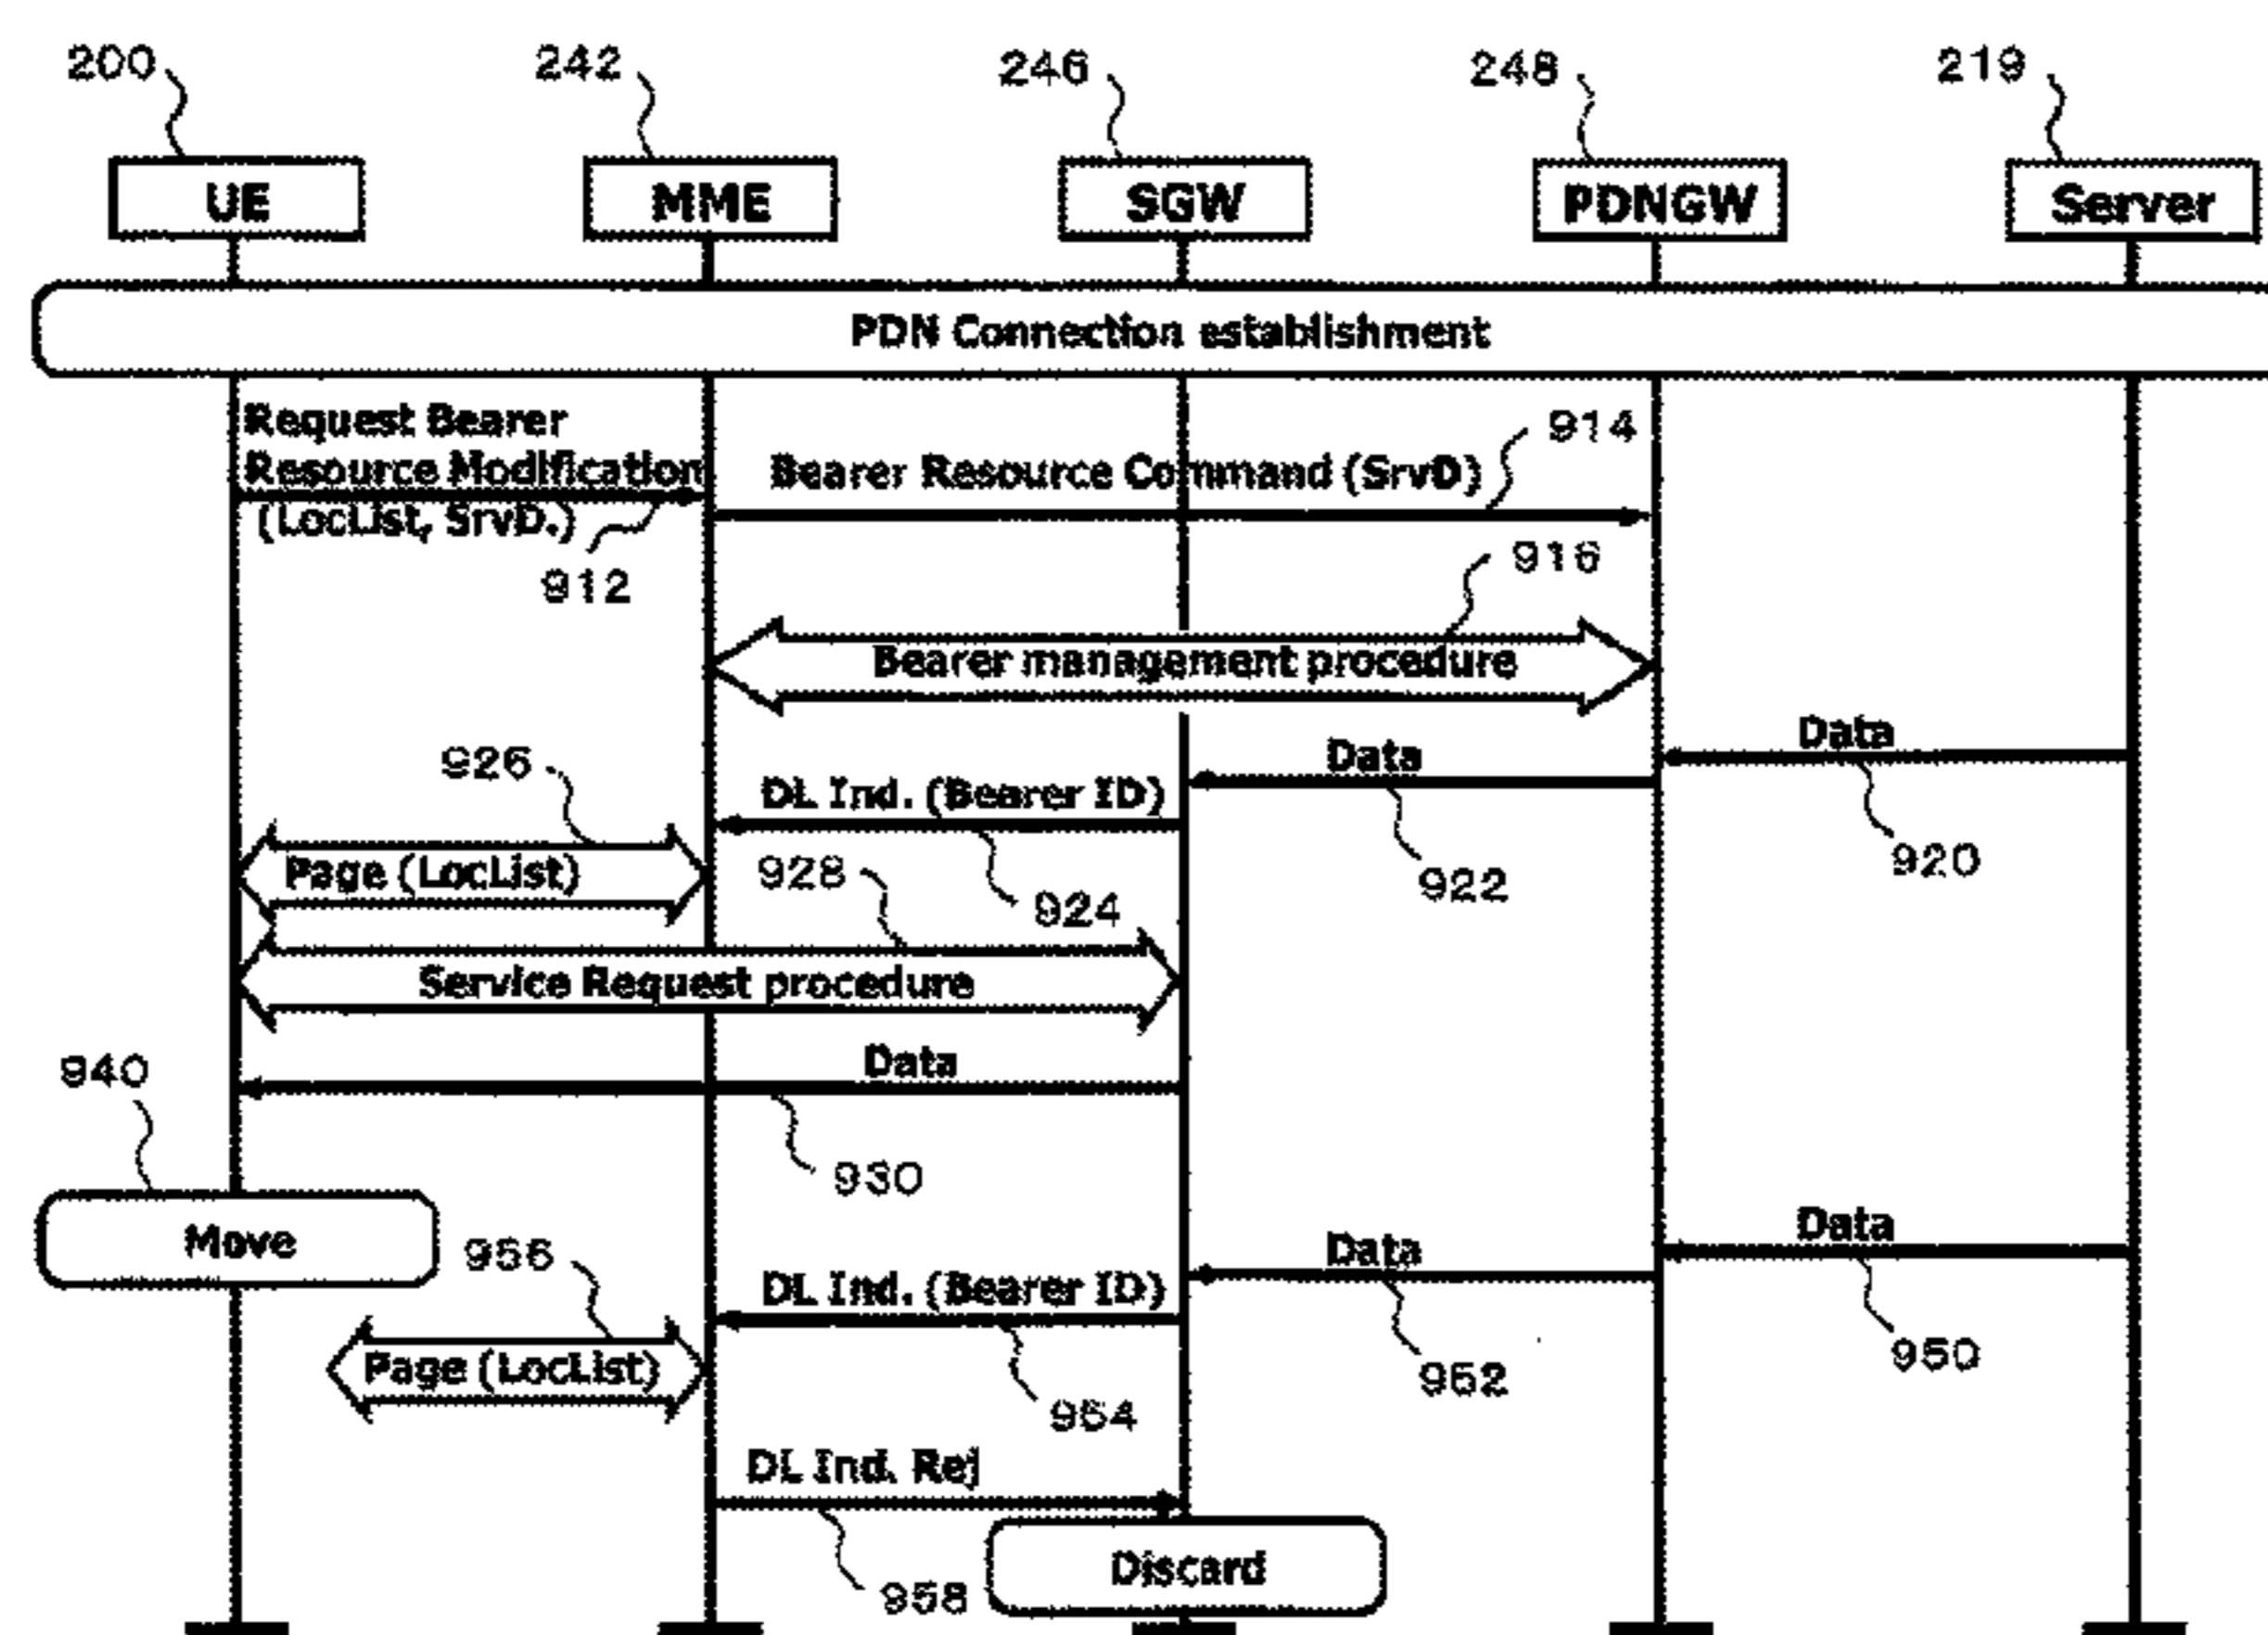 200 242 246 248 219
UE MME SGW PDNGW Server
PDN Connection establishment
Request Bearer
Resource Modification
(LocList, SrvD.)
912
Bearer Resource Command (SrvD)
914
916
Bearer management procedure
Data
920
Data
922
DL Ind. (Bearer ID)
924
926
Page (LocList)
928
Service Request procedure
Data
930
940
Move
Data
950
Data
952
DL Ind. (Bearer ID)
954
956
Page (LocList)
DL Ind. Rej
958
Discard